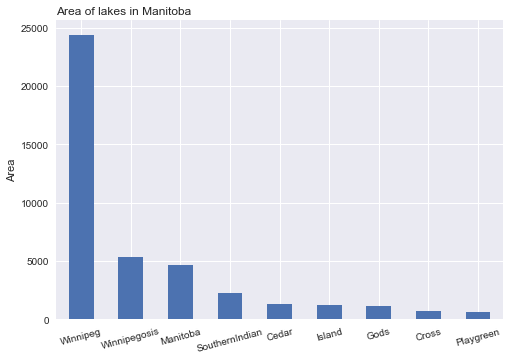 Area of lakes in Manitoba
25000
20000
15000
10000
5000
0
Area
Winnipeg
Winnipegosis
Manitoba
SouthernIndian
Cedar
Island
Gods
Cross
Playgreen